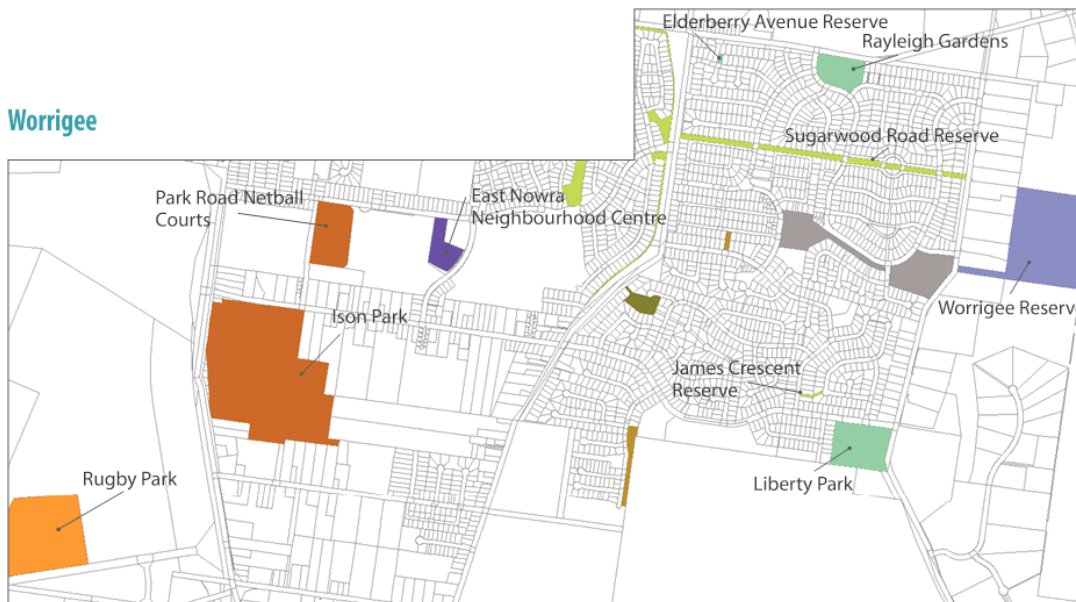 Elderberry Avenue Reserve
Rayleigh Gardens
Worrigee
Sugarwood Road Reserve
Park Road Netball
Courts
East Nowra
Neighbourhood Centre
Worrigee Reserve
Ison Park
James Crescent
Reserve
Rugby Park
Liberty Park